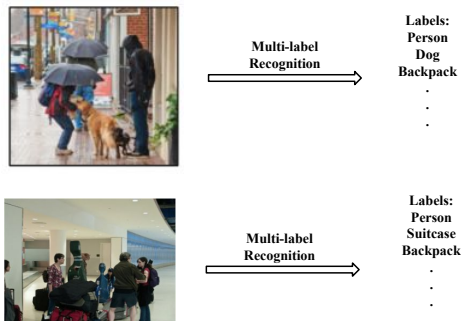 Multi-label
Recognition
Labels:
Person
Dog
Backpack
.
.
.
Multi-label
Recognition
Labels:
Person
Suitcase
Backpack
.
.
.